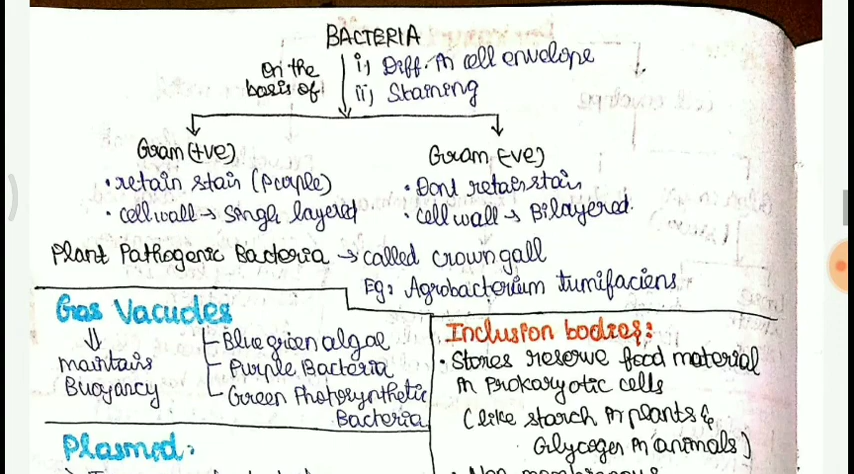 BACTERIA
On the basis of
i) Diff. in cell envelope
ii) Staining
Gram (+ve)
• retain stain (purple)
• cell wall → Single layered
Gram (-ve)
• Dont retain stain
• cell wall → Bilayered.
Plant Pathogenic Bacteria → called crown gall
Eg: Agrobacterium tumifaciens
Gas Vacuoles
⇓
maintains
Buoyancy
Blue green algae
Purple Bacteria
Green Photosynthetic
Bacteria
Inclusion bodies:
• Stores reserve food material
in Prokaryotic cells
(like starch in plants &
Glycogen in animals)
Plasmid: